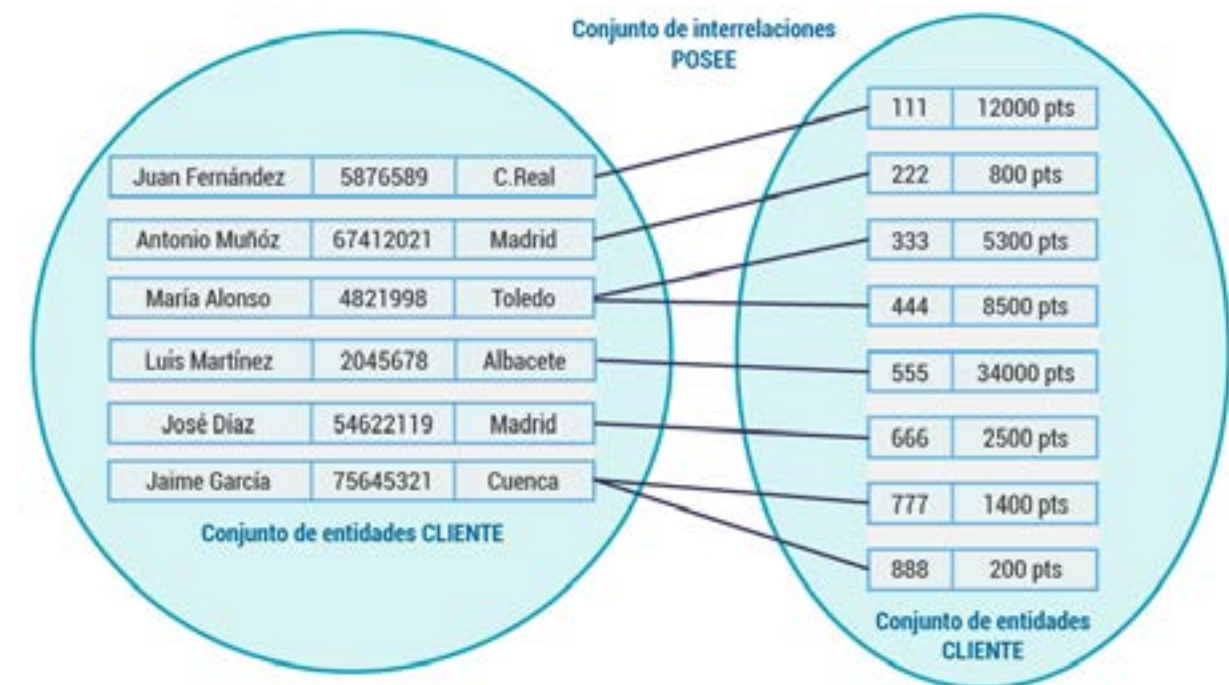 Conjunto de interrelaciones
POSEE
Juan Fernández 5876589 C.Real
Antonio Muñóz 67412021 Madrid
María Alonso 4821998 Toledo
Luis Martínez 2045678 Albacete
José Díaz 54622119 Madrid
Jaime García 75645321 Cuenca
Conjunto de entidades CLIENTE
111 12000 pts
222 800 pts
333 5300 pts
444 8500 pts
555 34000 pts
666 2500 pts
777 1400 pts
888 200 pts
Conjunto de entidades
CLIENTE